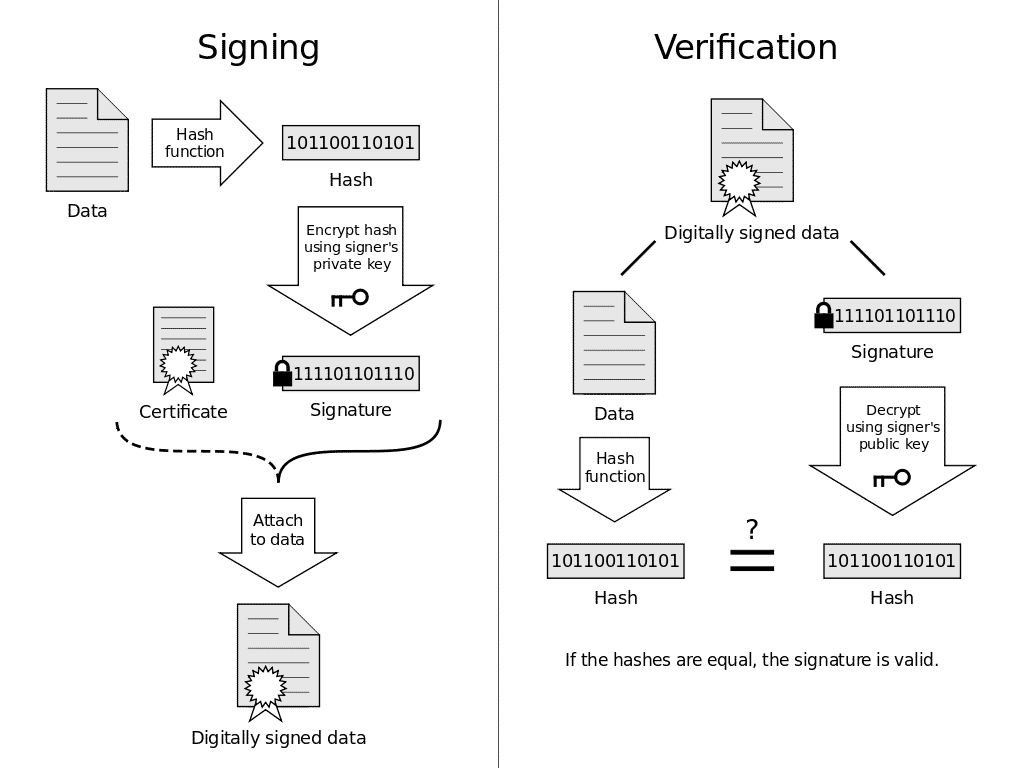 Signing
Data
Hash
function
101100110101
Hash
Encrypt hash
using signer's
private key
Certificate
111101101110
Signature
Attach
to data
Digitally signed data
Verification
Digitally signed data
Data
111101101110
Signature
Hash
function
Decrypt
using signer's
public key
101100110101
Hash
?
=
101100110101
Hash
If the hashes are equal, the signature is valid.